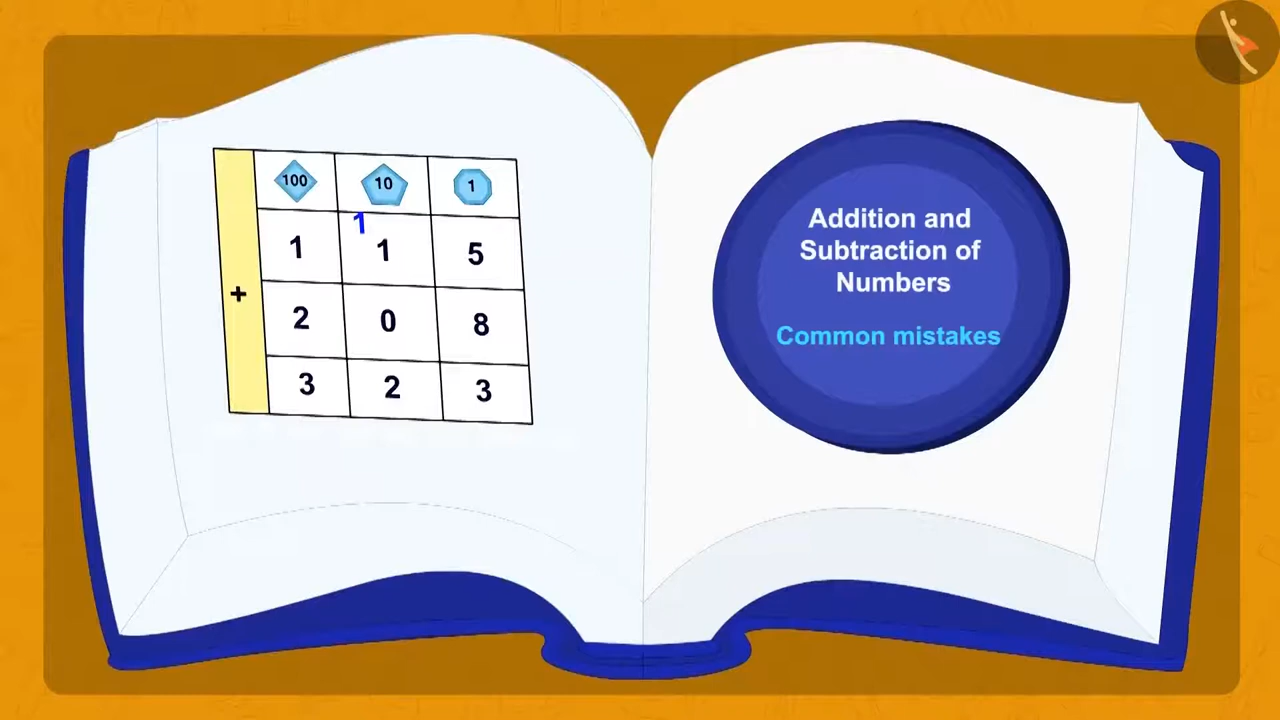 100 10 1
1
1 1 5
+
2 0 8
3 2 3
Addition and
Subtraction of
Numbers
Common mistakes